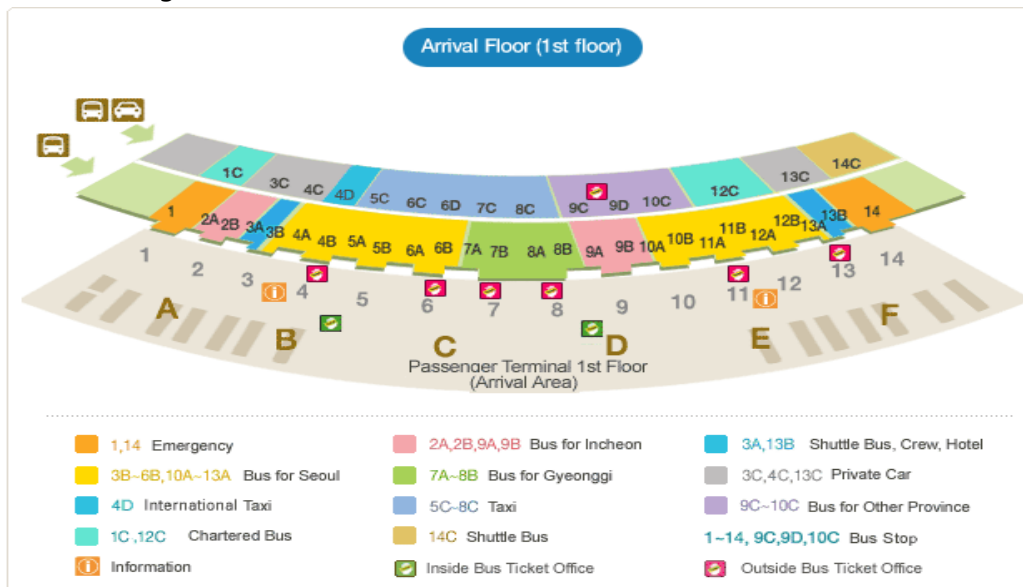 Arrival Floor (1st floor)
1C 3C 4C 4D 5C 6C 6D 7C 8C 9C 9D 10C 12C 13C 14C
1 2A 2B 3A 3B 4A 4B 5A 5B 6A 6B 7A 7B 8A 8B 9A 9B 10A 10B 11A 11B 12A 12B 13A 13B 14
1 2 3 4 5 6 7 8 9 10 11 12 13 14
A B C D E F
Passenger Terminal 1st Floor
(Arrival Area)
1,14 Emergency
2A,2B,9A,9B Bus for Incheon
3A,13B Shuttle Bus, Crew, Hotel
3B~6B,10A~13A Bus for Seoul
7A~8B Bus for Gyeonggi
3C,4C,13C Private Car
4D International Taxi
5C~8C Taxi
9C~10C Bus for Other Province
1C ,12C Chartered Bus
14C Shuttle Bus
1~14, 9C,9D,10C Bus Stop
Information
Inside Bus Ticket Office
Outside Bus Ticket Office